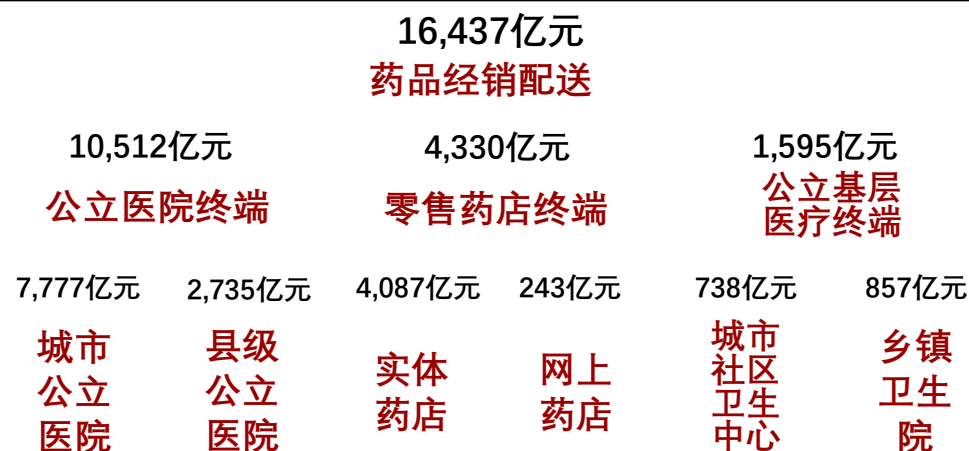 16,437亿元
药品经销配送
10,512亿元
公立医院终端
4,330亿元
零售药店终端
1,595亿元
公立基层
医疗终端
7,777亿元
城市
公立
医院
2,735亿元
县级
公立
医院
4,087亿元
实体
药店
243亿元
网上
药店
738亿元
城市
社区
卫生
中心
857亿元
乡镇
卫生
院